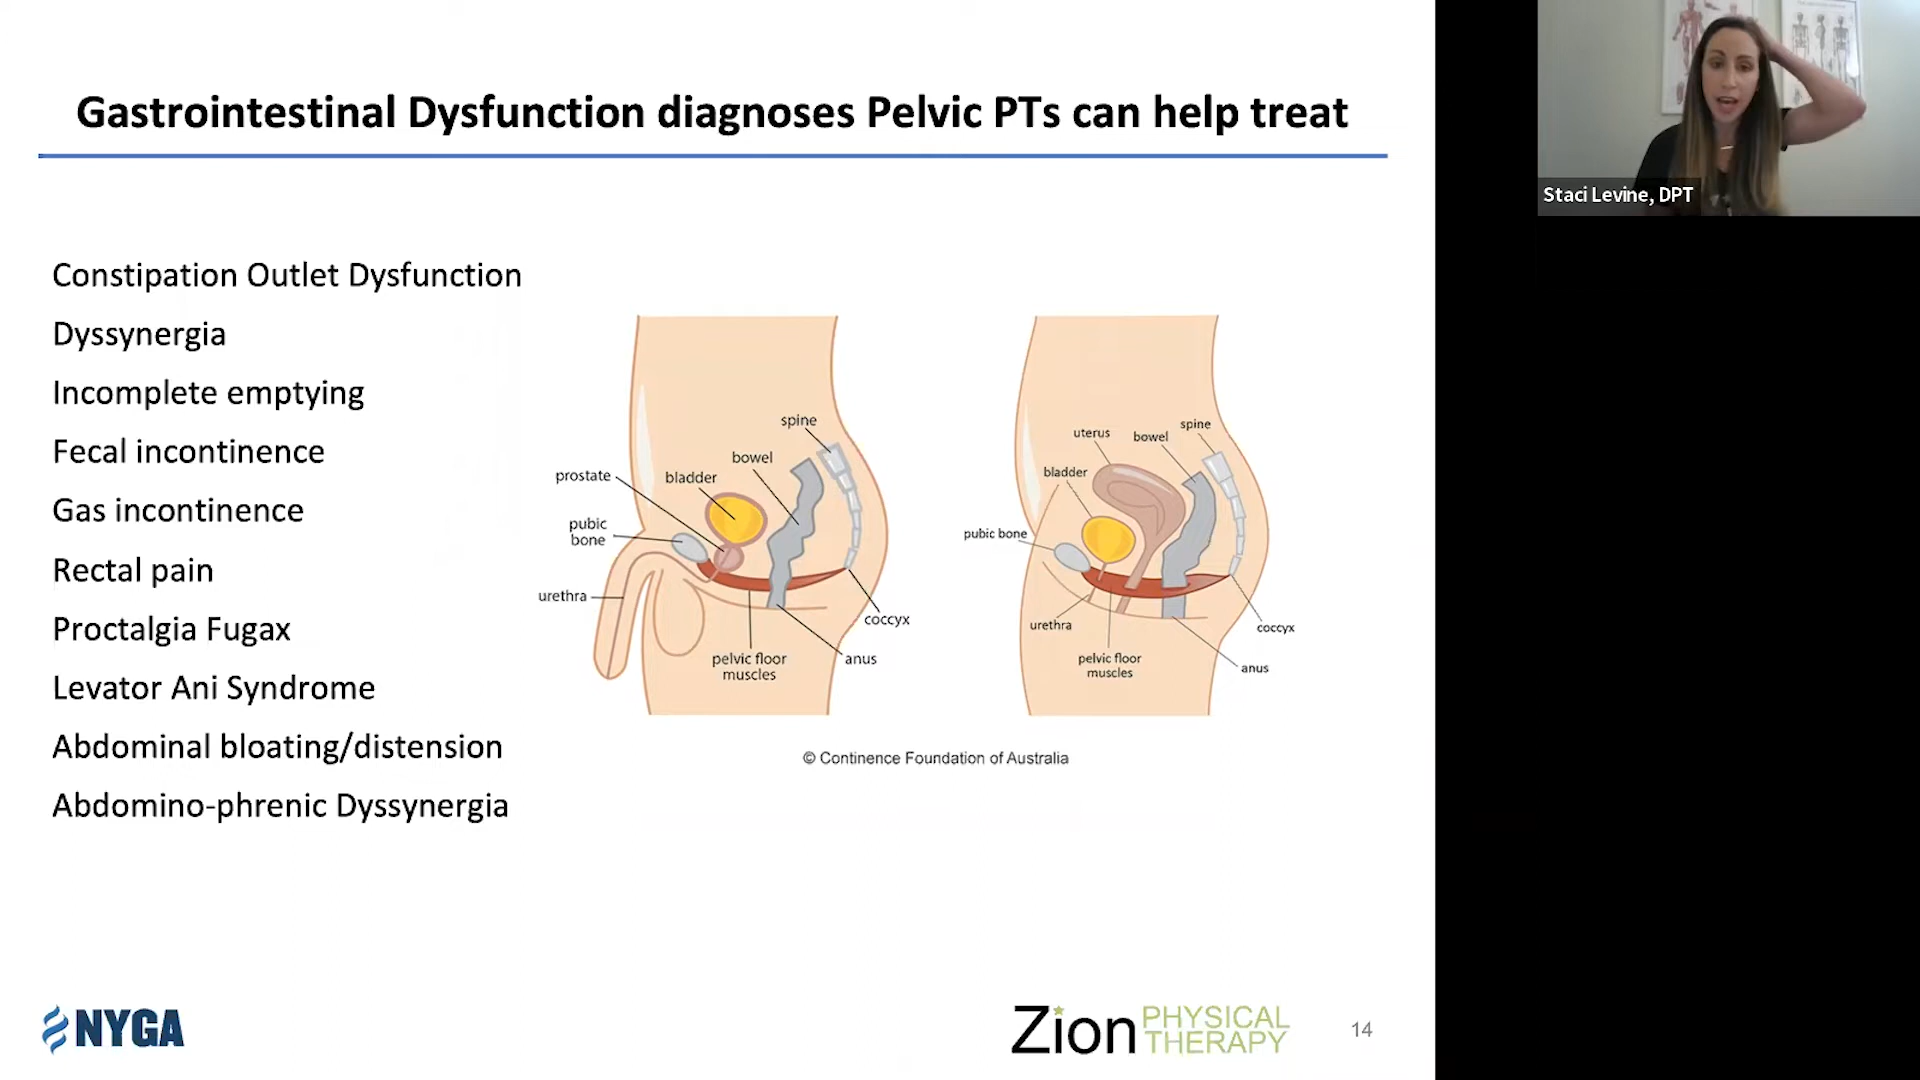 Gastrointestinal Dysfunction diagnoses Pelvic PTs can help treat
Staci Levine, DPT
Constipation Outlet Dysfunction
Dyssynergia
Incomplete emptying
Fecal incontinence
Gas incontinence
Rectal pain
Proctalgia Fugax
Levator Ani Syndrome
Abdominal bloating/distension
Abdomino-phrenic Dyssynergia
spine
bowel
prostate
bladder
pubic
bone
urethra
coccyx
pelvic floor
muscles
anus
spine
uterus
bowel
bladder
pubic bone
urethra
coccyx
pelvic floor
muscles
anus
© Continence Foundation of Australia
NYGA
Zion PHYSICAL
THERAPY
14